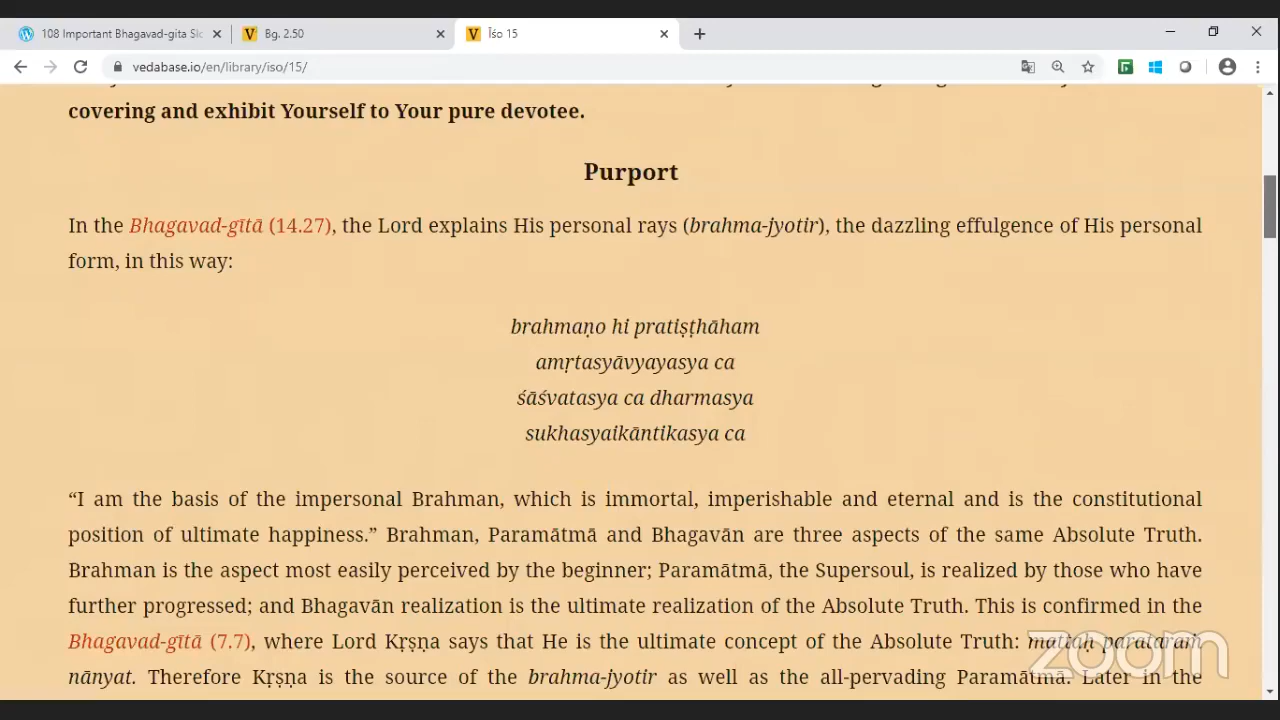 108 Important Bhagavad-gita Slo
Bg. 2.50
Īśo 15
vedabase.io/en/library/iso/15/
covering and exhibit Yourself to Your pure devotee.
Purport
In the Bhagavad-gītā (14.27), the Lord explains His personal rays (brahma-jyotir), the dazzling effulgence of His personal
form, in this way:
brahmaṇo hi pratiṣṭhāham
amṛtasyāvyayasya ca
śāśvatasya ca dharmasya
sukhasyaikāntikasya ca
“I am the basis of the impersonal Brahman, which is immortal, imperishable and eternal and is the constitutional
position of ultimate happiness.” Brahman, Paramātmā and Bhagavān are three aspects of the same Absolute Truth.
Brahman is the aspect most easily perceived by the beginner; Paramātmā, the Supersoul, is realized by those who have
further progressed; and Bhagavān realization is the ultimate realization of the Absolute Truth. This is confirmed in the
Bhagavad-gītā (7.7), where Lord Kṛṣṇa says that He is the ultimate concept of the Absolute Truth: mattaḥ parataraṁ
nānyat. Therefore Kṛṣṇa is the source of the brahma-jyotir as well as the all-pervading Paramātmā. Later in the
zoom